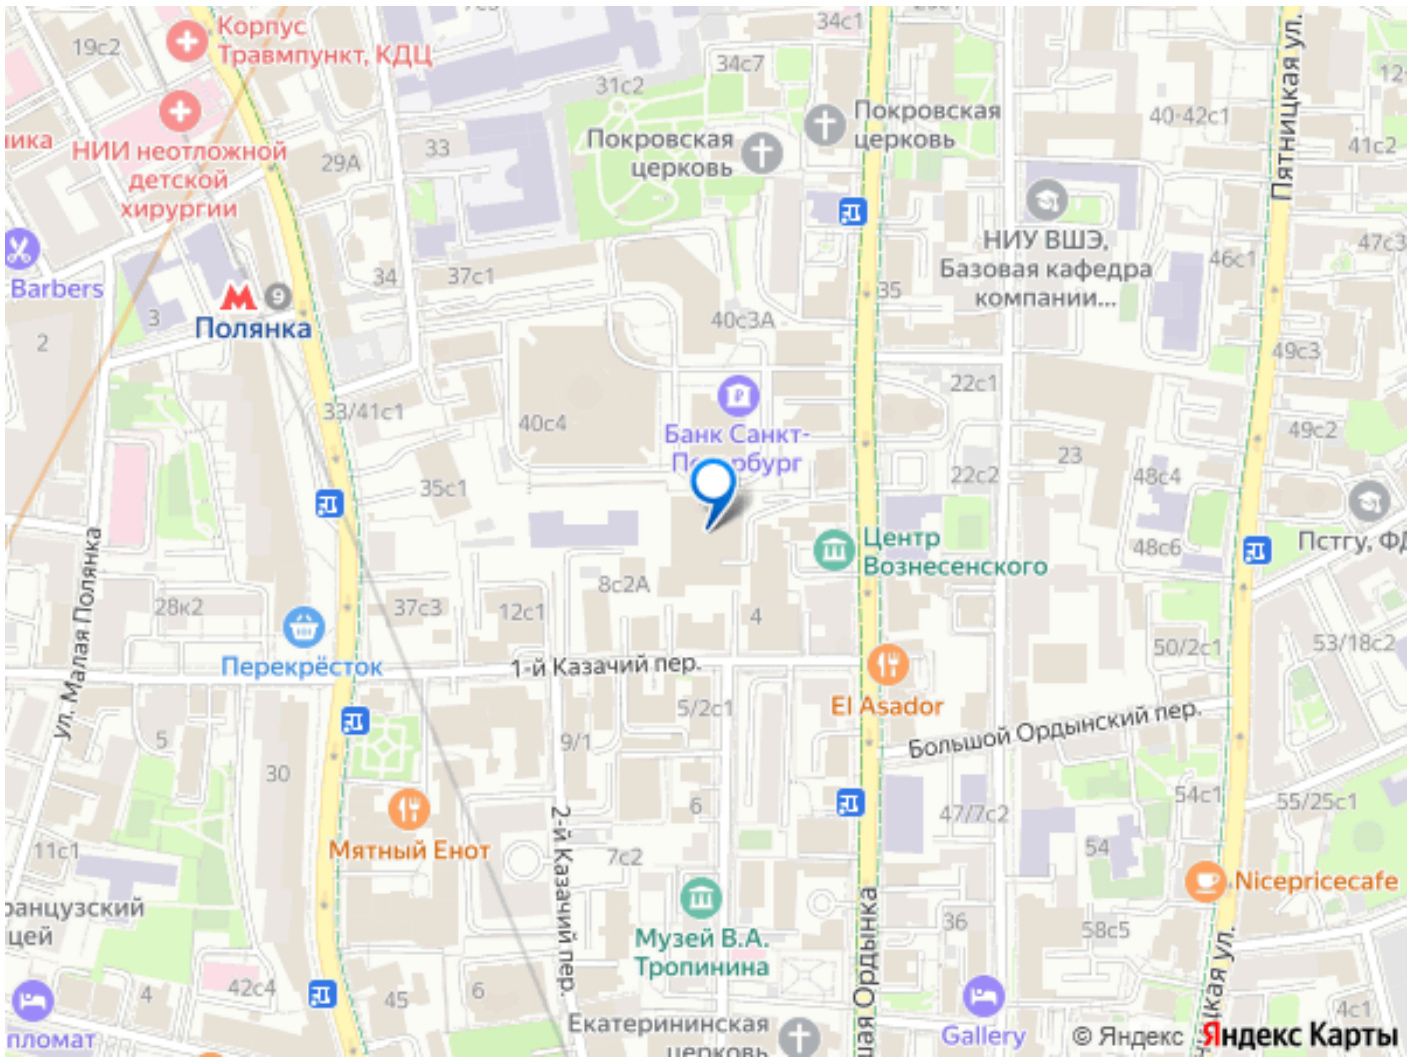 Корпус
Травмпункт, КДЦ
19с2
НИИ неотложной
детской
хирургии
29А
33
31с2
34с7
34с1
Покровская
церковь
Покровская
церковь
40-42с1
41с2
Пятницкая ул.
НИУ ВШЭ,
Базовая кафедра
компании...
46с1
47с3
Barbers
3
2
М
9
Полянка
34
37с1
35
40с3А
49с3
22с1
33/41с1
40с4
Банк Санкт-
49с2
23
22с2
48с4
35с1
48с6
Пстгу, ФД
Центр
Вознесенского
ул. Малая Полянка
28к2
37с3
12с1
8с2А
4
Перекрёсток
1-й Казачий пер.
50/2с1
53/18с2
El Asador
5/2с1
Большой Ордынский пер.
5
9/1
30
6
47/7с2
54с1
55/25с1
Мятный Енот
2-й Казачий пер.
7с2
54
11с1
Nicepricecafe
36
58с5
Музей В.А.
Тропинина
42с4
4
45
6
Gallery
4с1
Екатерининская
церковь
© Яндекс
Яндекс Карты